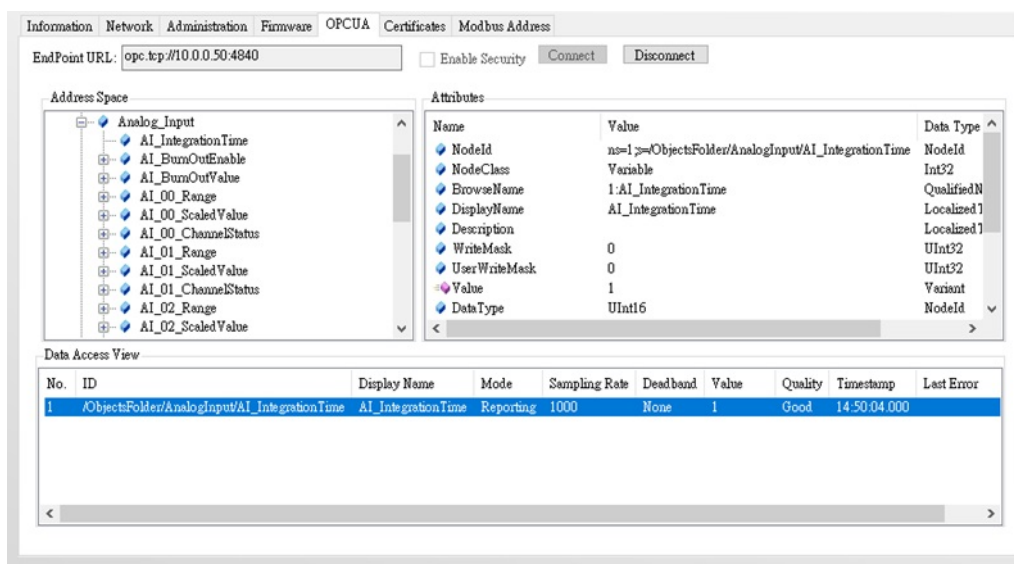 Information Network Administration Firmware OPCUA Certificates Modbus Address
EndPoint URL: opc.tcp://10.0.0.50:4840 Enable Security Connect Disconnect
Address Space
Analog_Input
AI_IntegrationTime
AI_BurnOutEnable
AI_BurnOutValue
AI_00_Range
AI_00_ScaledValue
AI_00_ChannelStatus
AI_01_Range
AI_01_ScaledValue
AI_01_ChannelStatus
AI_02_Range
AI_02_ScaledValue
Attributes
Name Value Data Type
NodeId ns=1;s=/ObjectsFolder/AnalogInput/AI_IntegrationTime NodeId
NodeClass Variable Int32
BrowseName 1:AI_IntegrationTime QualifiedN
DisplayName AI_IntegrationTime LocalizedT
Description LocalizedT
WriteMask 0 UInt32
UserWriteMask 0 UInt32
Value 1 Variant
DataType UInt16 NodeId
Data Access View
No. ID Display Name Mode Sampling Rate Deadband Value Quality Timestamp Last Error
1 /ObjectsFolder/AnalogInput/AI_IntegrationTime AI_IntegrationTime Reporting 1000 None 1 Good 14:50:04.000